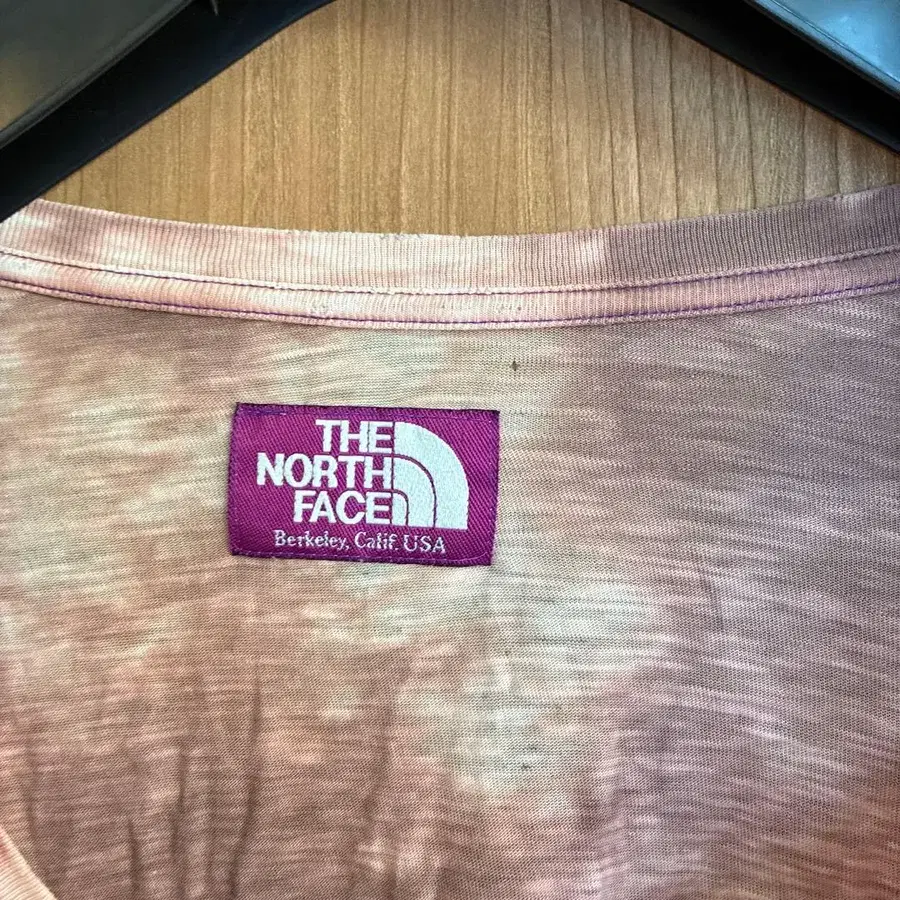 THE
NORTH
FACE
Berkeley, Calif. USA